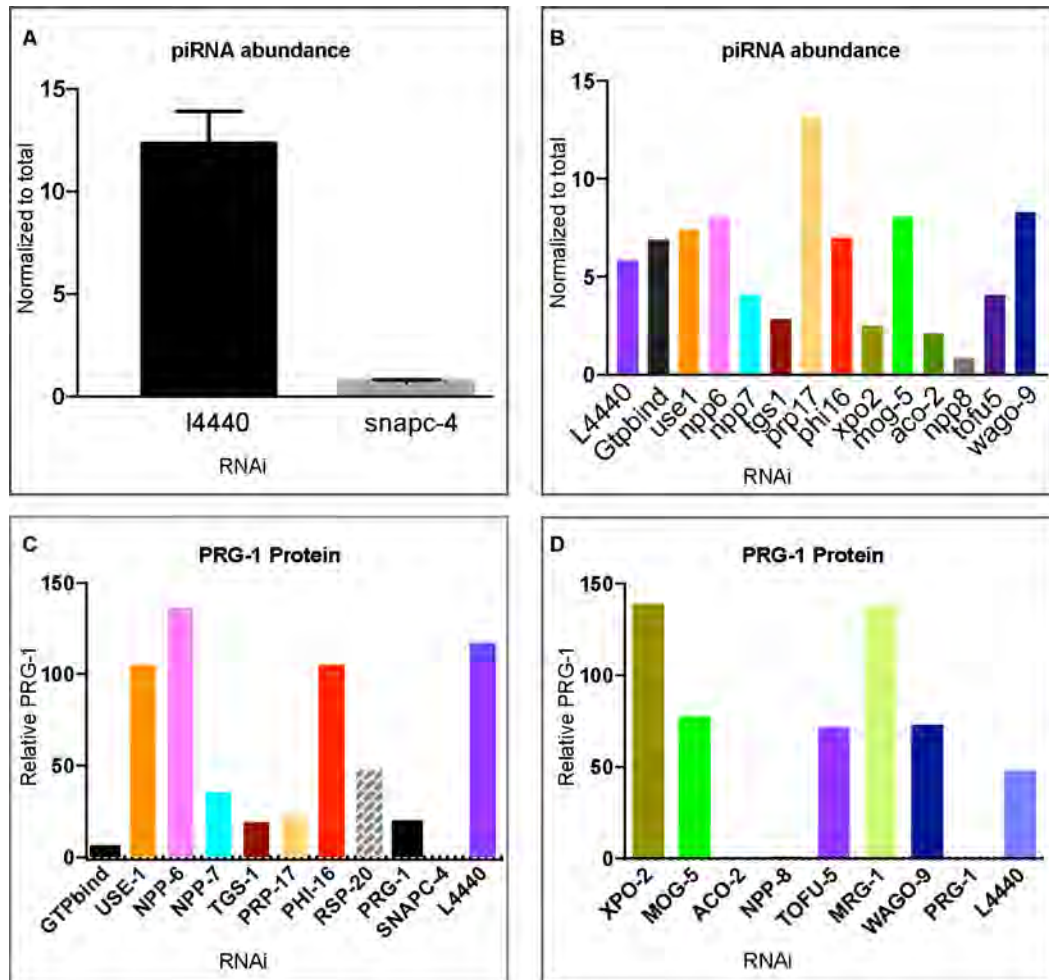 A
piRNA abundance
Normalized to total
15
10
5
0
l4440
snapc-4
RNAi
B
piRNA abundance
Normalized to total
15
10
5
0
L4440
Gtpbind
use1
npp6
npp7
tgs1
prp17
phi16
xpo2
mog-5
aco-2
npp8
tofu5
wago-9
RNAi
C
PRG-1 Protein
Relative PRG-1
150
100
50
0
GTPbind
USE-1
NPP-6
NPP-7
TGS-1
PRP-17
PHI-16
RSP-20
PRG-1
SNAPC-4
L4440
RNAi
D
PRG-1 Protein
Relative PRG-1
150
100
50
0
XPO-2
MOG-5
ACO-2
NPP-8
TOFU-5
MRG-1
WAGO-9
PRG-1
L4440
RNAi